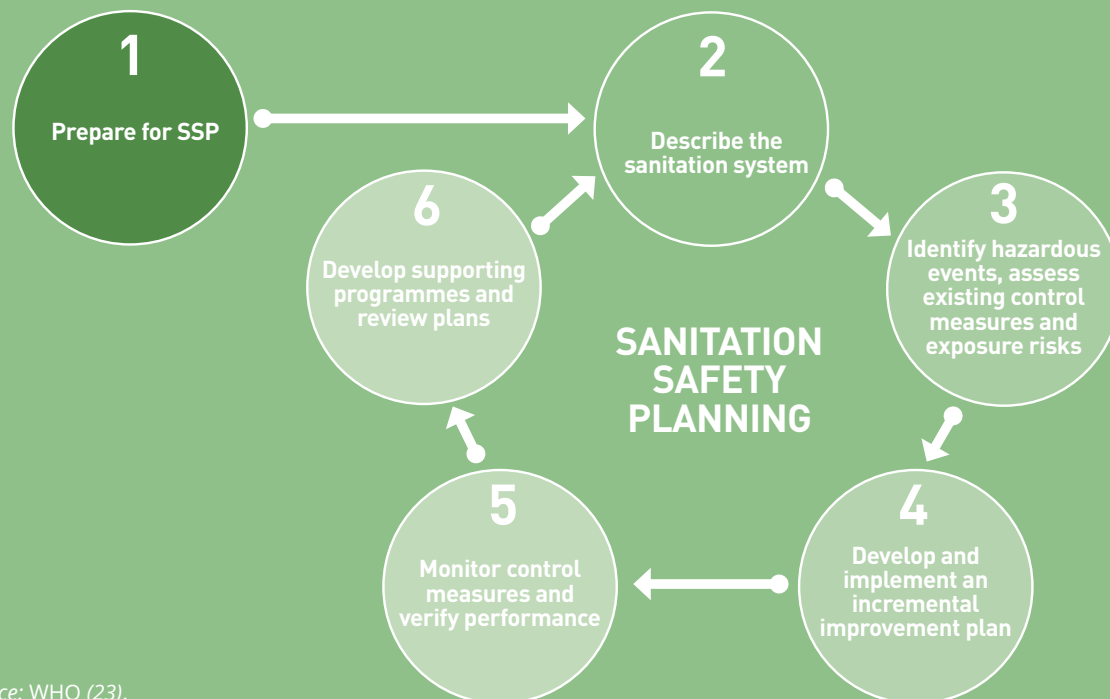 1
Prepare for SSP
2
Describe the
sanitation system
3
Identify hazardous
events, assess
existing control
measures and
exposure risks
4
Develop and
implement an
incremental
improvement plan
5
Monitor control
measures and
verify performance
6
Develop supporting
programmes and
review plans
SANITATION
SAFETY
PLANNING
WHO (23).